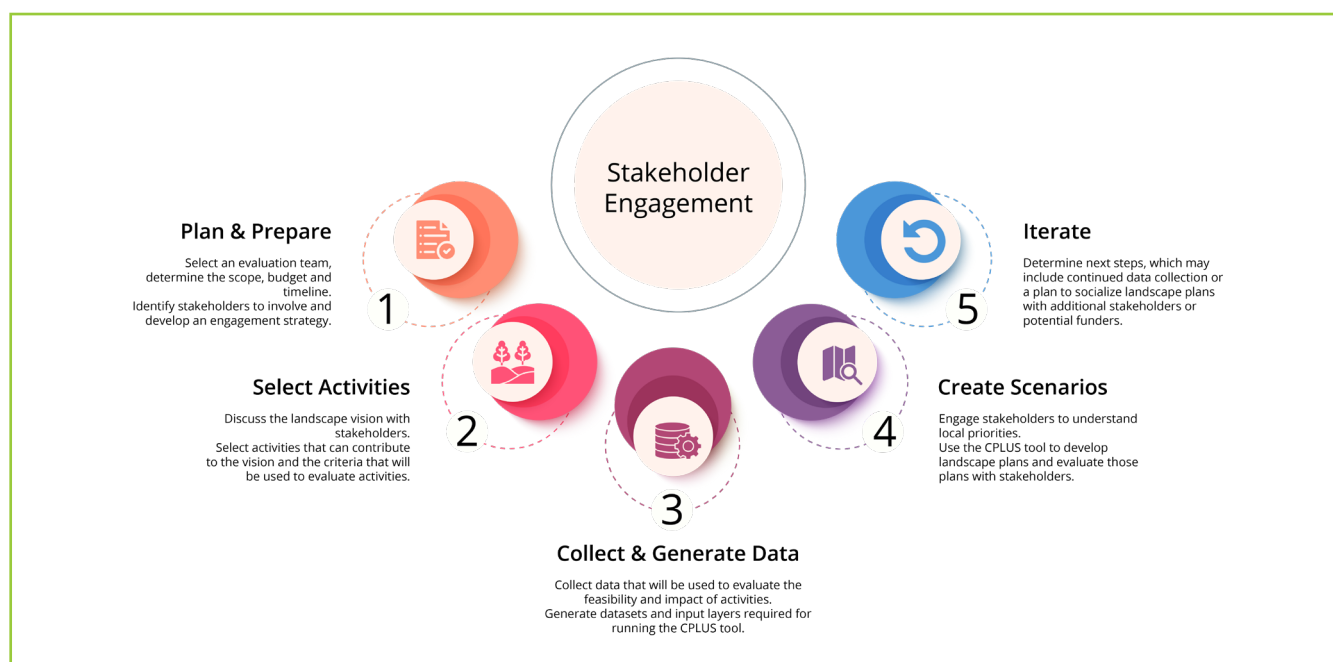 Stakeholder
Engagement
Plan & Prepare
Select an evaluation team,
determine the scope, budget and
timeline.
Identify stakeholders to involve and
develop an engagement strategy.
1
Select Activities
Discuss the landscape vision with
stakeholders.
Select activities that can contribute
to the vision and the criteria that will
be used to evaluate activities.
2
3
Collect & Generate Data
Collect data that will be used to evaluate the
feasibility and impact of activities.
Generate datasets and input layers required for
running the CPLUS tool.
4
Create Scenarios
Engage stakeholders to understand
local priorities.
Use the CPLUS tool to develop
landscape plans and evaluate those
plans with stakeholders.
5
Iterate
Determine next steps, which may
include continued data collection or
a plan to socialize landscape plans
with additional stakeholders or
potential funders.